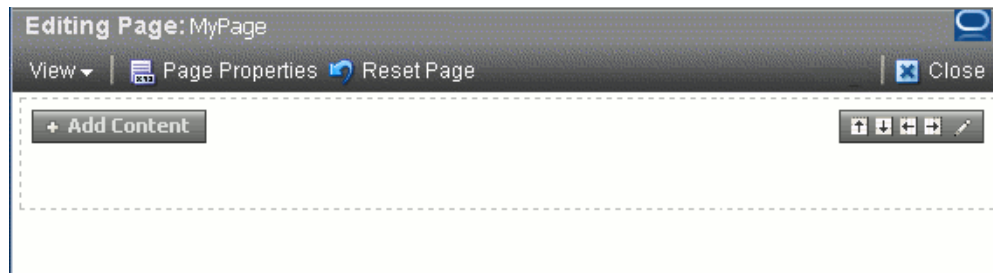 Editing Page: MyPage
View Page Properties Reset Page Close
+ Add Content